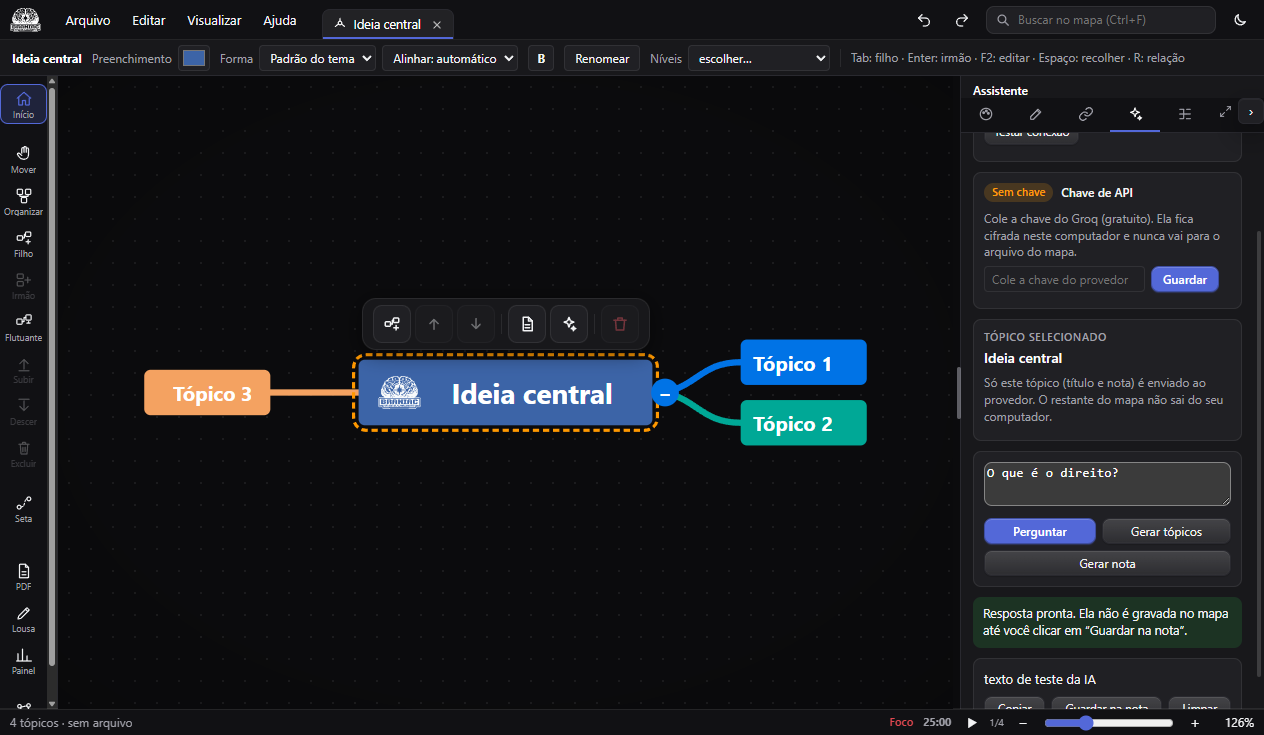 Arquivo Editar Visualizar Ajuda Ideia central Buscar no mapa (Ctrl+F)
Ideia central Preenchimento Forma Padrão do tema Alinhar: automático B Renomear Níveis escolher... Tab: filho · Enter: irmão · F2: editar · Espaço: recolher · R: relação
Início
Mover
Organizar
Filho
Irmão
Flutuante
Subir
Descer
Excluir
Seta
PDF
Lousa
Painel
Tópico 3
BRAINING
Ideia central
Tópico 1
Tópico 2
Assistente
Testar conexão
Sem chave Chave de API
Cole a chave do Groq (gratuito). Ela fica
cifrada neste computador e nunca vai para o
arquivo do mapa.
Cole a chave do provedor Guardar
TÓPICO SELECIONADO
Ideia central
Só este tópico (título e nota) é enviado ao
provedor. O restante do mapa não sai do seu
computador.
O que é o direito?
Perguntar Gerar tópicos
Gerar nota
Resposta pronta. Ela não é gravada no mapa
até você clicar em “Guardar na nota”.
texto de teste da IA
Copiar Guardar na nota Limpar
4 tópicos · sem arquivo Foco 25:00 1/4 126%